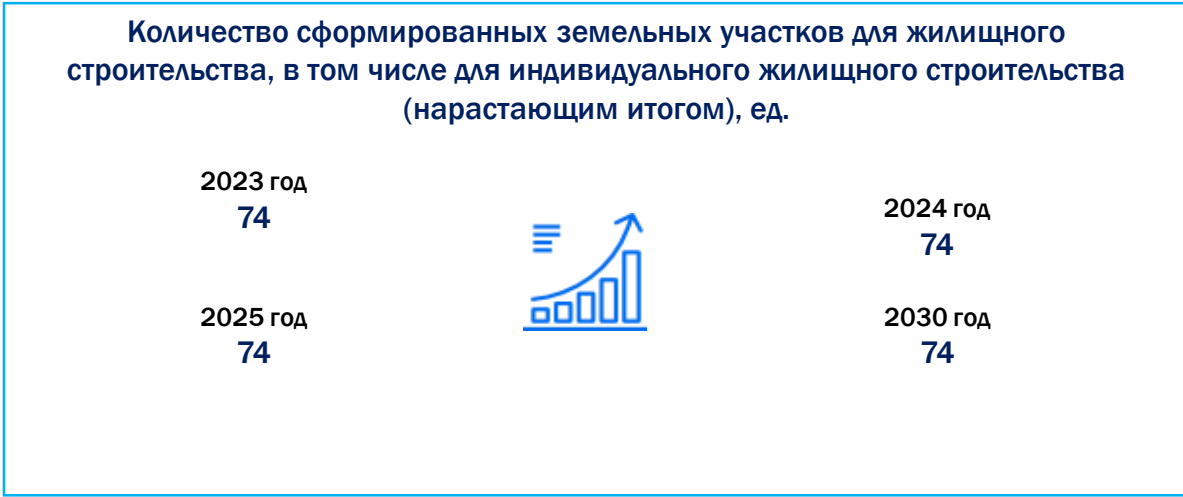 Количество сформированных земельных участков для жилищного
строительства, в том числе для индивидуального жилищного строительства
(нарастающим итогом), ед.
2023 год
74
2024 год
74
2025 год
74
2030 год
74